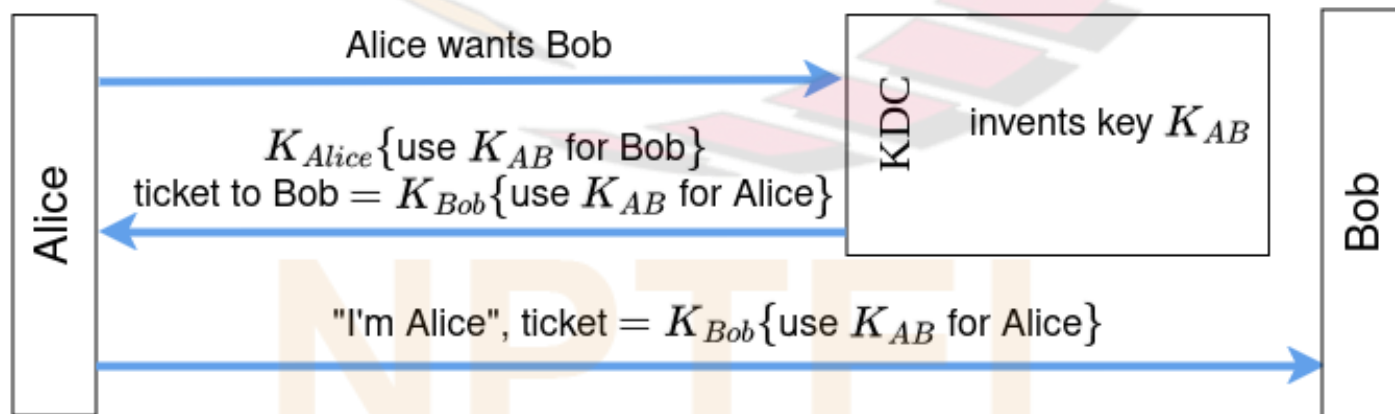 Alice wants Bob
KDC
invents key K_AB
K_Alice{use K_AB for Bob}
ticket to Bob = K_Bob{use K_AB for Alice}
Alice
Bob
"I'm Alice", ticket = K_Bob{use K_AB for Alice}
NPTEL